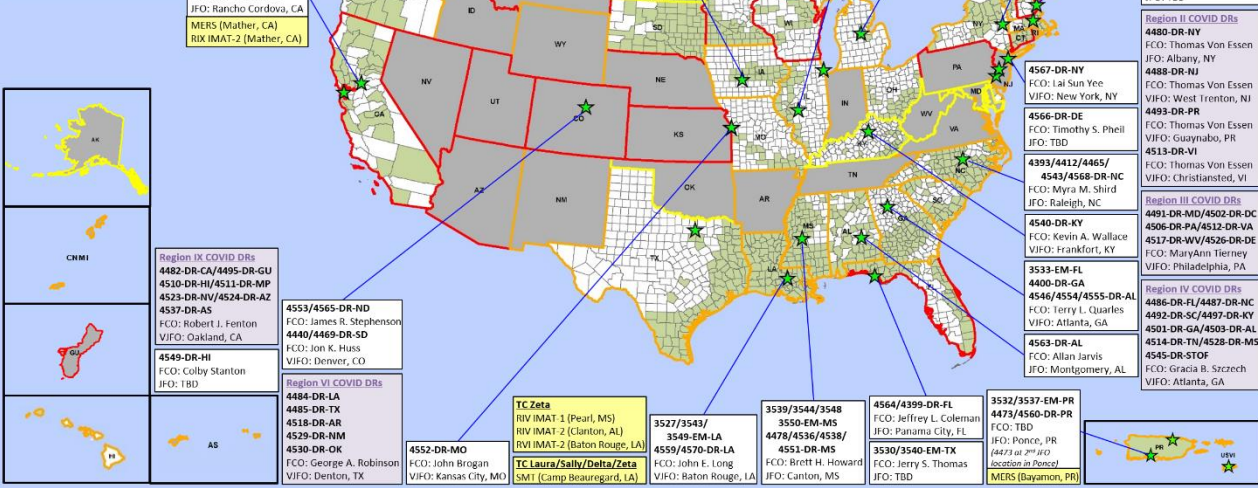 JFO: Rancho Cordova, CA
MERS (Mather, CA)
RIX IMAT-2 (Mather, CA)
ID
WY
SD
WI
NY
MA
CT
RI
NV
UT
CO
NE
KS
IA
IN
OH
PA
NJ
MD
WV
VA
KY
MO
CA
AZ
NM
OK
AR
TN
NC
SC
TX
LA
MS
AL
GA
FL
AK
CNMI
GU
HI
AS
PR
USVI
Region IX COVID DRs
4482-DR-CA/4495-DR-GU
4510-DR-HI/4511-DR-MP
4523-DR-NV/4524-DR-AZ
4537-DR-AS
FCO: Robert J. Fenton
VJFO: Oakland, CA
4549-DR-HI
FCO: Colby Stanton
JFO: TBD
4553/4565-DR-ND
FCO: James R. Stephenson
4440/4469-DR-SD
FCO: Jon K. Huss
VJFO: Denver, CO
Region VI COVID DRs
4484-DR-LA
4485-DR-TX
4518-DR-AR
4529-DR-NM
4530-DR-OK
FCO: George A. Robinson
VJFO: Denton, TX
4552-DR-MO
FCO: John Brogan
VJFO: Kansas City, MO
TC Zeta
RIV IMAT-1 (Pearl, MS)
RIV IMAT-2 (Clanton, AL)
RVI IMAT-2 (Baton Rouge, LA)
TC Laura/Sally/Delta/Zeta
SMT (Camp Beauregard, LA)
3527/3543/
3549-EM-LA
4559/4570-DR-LA
FCO: John E. Long
VJFO: Baton Rouge, LA
3539/3544/3548
3550-EM-MS
4478/4536/4538/
4551-DR-MS
FCO: Brett H. Howard
JFO: Canton, MS
4564/4399-DR-FL
FCO: Jeffrey L. Coleman
JFO: Panama City, FL
3530/3540-EM-TX
FCO: Jerry S. Thomas
JFO: TBD
3532/3537-EM-PR
4473/4560-DR-PR
FCO: TBD
JFO: Ponce, PR
(4473 at 2nd JFO
location in Ponce)
MERS (Bayamon, PR)
4567-DR-NY
FCO: Lai Sun Yee
VJFO: New York, NY
4566-DR-DE
FCO: Timothy S. Pheil
JFO: TBD
4393/4412/4465/
4543/4568-DR-NC
FCO: Myra M. Shird
JFO: Raleigh, NC
4540-DR-KY
FCO: Kevin A. Wallace
VJFO: Frankfort, KY
3533-EM-FL
4400-DR-GA
4546/4554/4555-DR-AL
FCO: Terry L. Quarles
VJFO: Atlanta, GA
4563-DR-AL
FCO: Allan Jarvis
JFO: Montgomery, AL
Region II COVID DRs
4480-DR-NY
FCO: Thomas Von Essen
JFO: Albany, NY
4488-DR-NJ
FCO: Thomas Von Essen
VJFO: West Trenton, NJ
4493-DR-PR
FCO: Thomas Von Essen
VJFO: Guaynabo, PR
4513-DR-VI
FCO: Thomas Von Essen
VJFO: Christiansted, VI
Region III COVID DRs
4491-DR-MD/4502-DR-DC
4506-DR-PA/4512-DR-VA
4517-DR-WV/4526-DR-DE
FCO: MaryAnn Tierney
VJFO: Philadelphia, PA
Region IV COVID DRs
4486-DR-FL/4487-DR-NC
4492-DR-SC/4497-DR-KY
4501-DR-GA/4503-DR-AL
4514-DR-TN/4528-DR-MS
4545-DR-STOF
FCO: Gracia B. Szczech
VJFO: Atlanta, GA